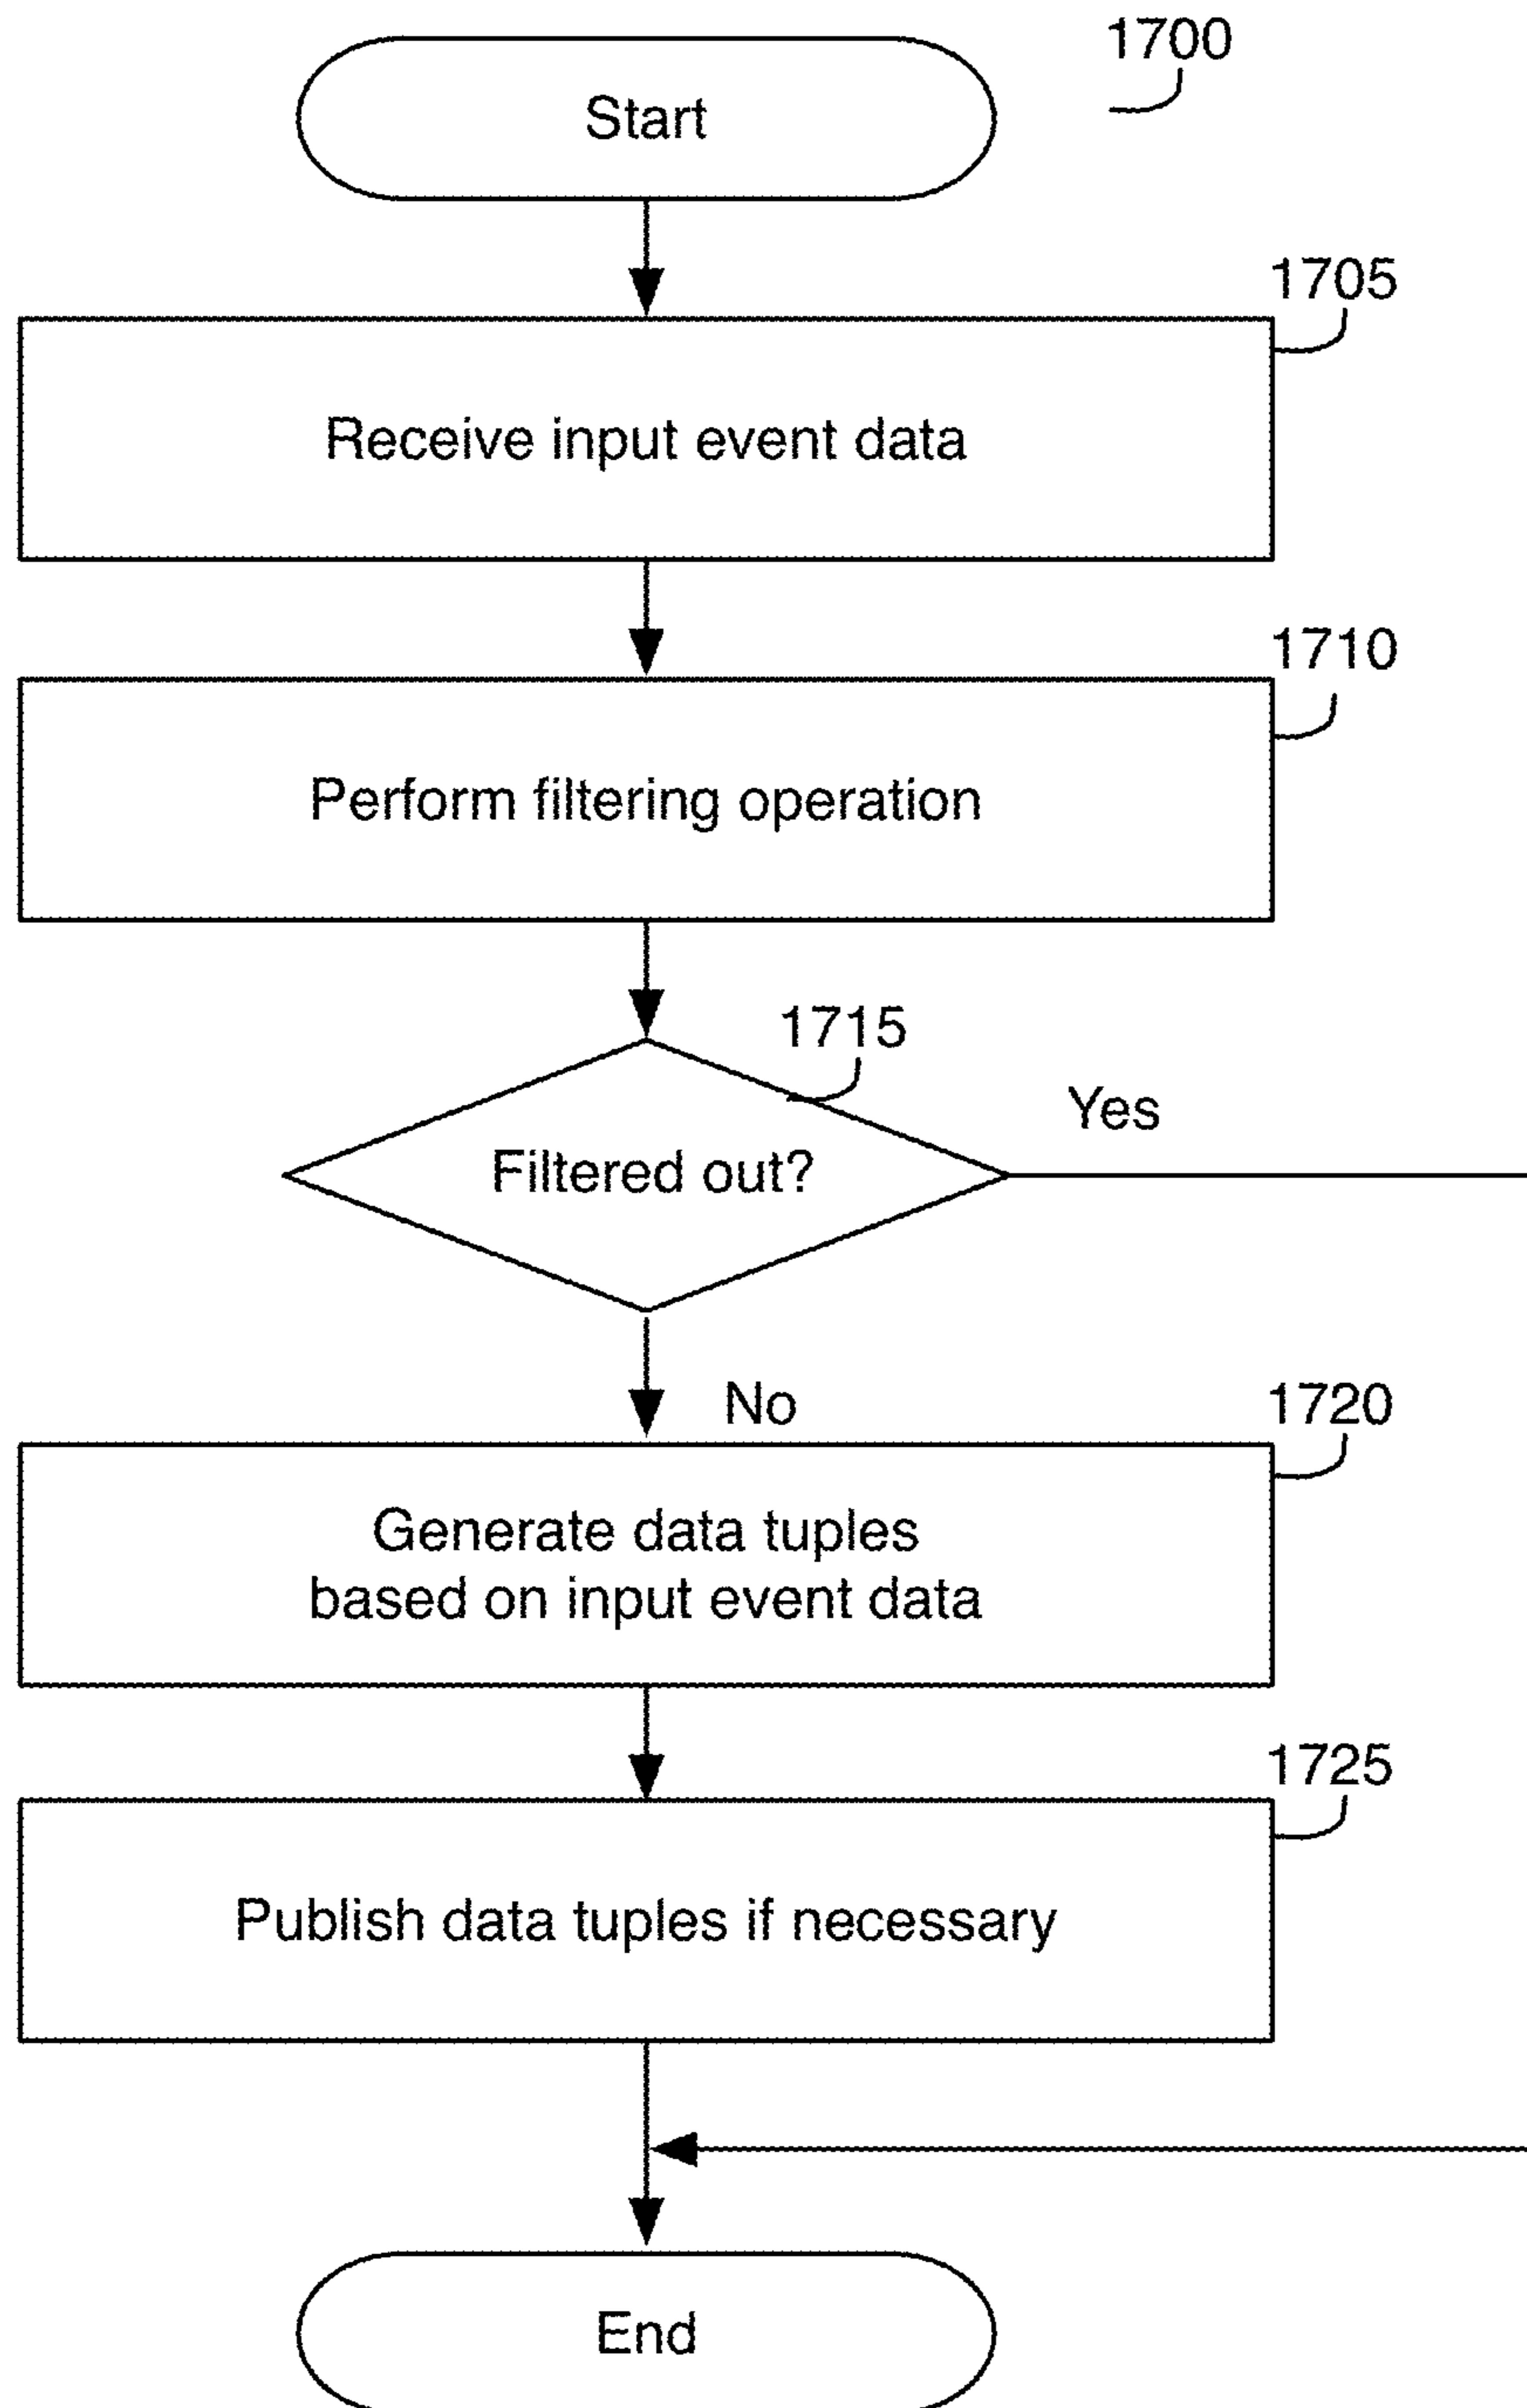 1700
Start
1705
Receive input event data
1710
Perform filtering operation
1715
Yes
Filtered out?
No
1720
Generate data tuples
based on input event data
1725
Publish data tuples if necessary
End